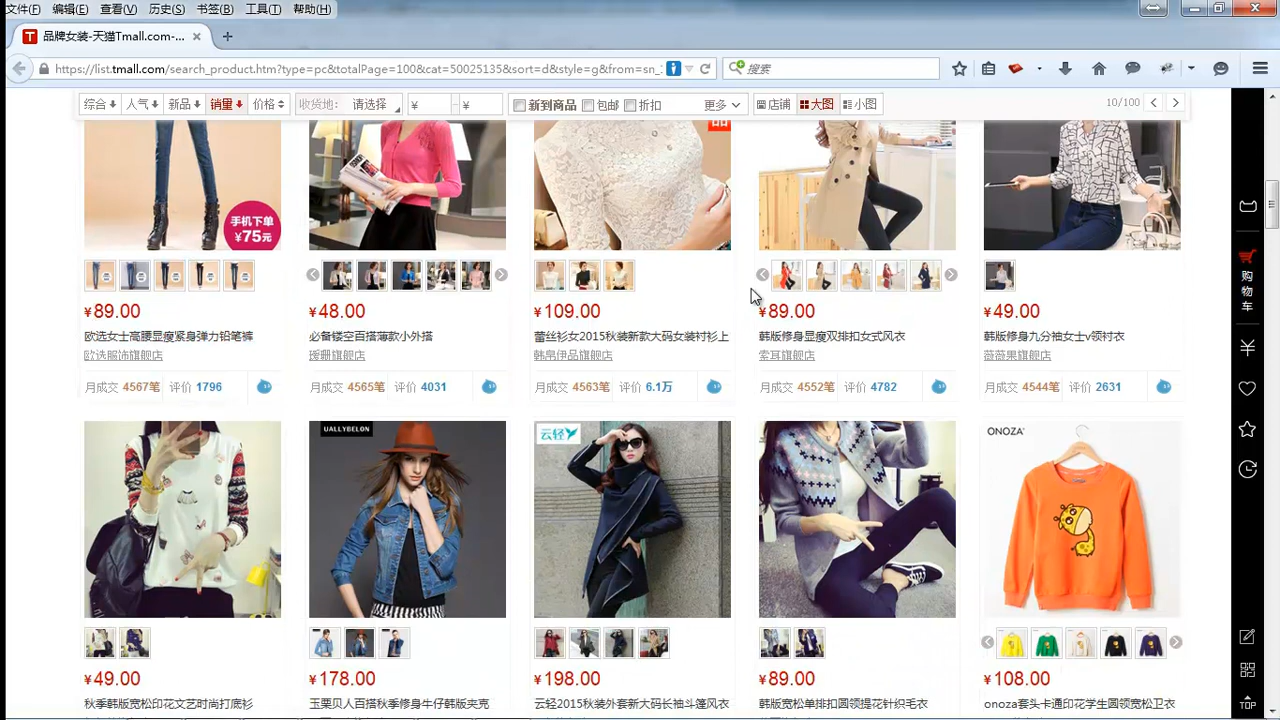 文件(F) 编辑(E) 查看(V) 历史(S) 书签(B) 工具(T) 帮助(H)
品牌女装-天猫Tmall.com-...
https://list.tmall.com/search_product.htm?type=pc&totalPage=100&cat=50025135&sort=d&style=g&from=sn_
搜索
综合 人气 新品 销量 价格 收货地: 请选择 ¥ - ¥ 新到商品 包邮 折扣 更多 店铺 大图 小图 10/100
手机下单
¥75元
购物车
¥89.00 ¥48.00 ¥109.00 ¥89.00 ¥49.00
欧选女士高腰显瘦紧身弹力铅笔裤 必备镂空百搭薄款小外搭 蕾丝衫女2015秋装新款大码女装衬衫上 韩版修身显瘦双排扣女式风衣 韩版修身九分袖女士v领衬衣
欧选服饰旗舰店 瑷珊旗舰店 韩帛伊品旗舰店 索耳旗舰店 薇薇果旗舰店
月成交 4567笔 评价 1796 月成交 4565笔 评价 4031 月成交 4563笔 评价 6.1万 月成交 4552笔 评价 4782 月成交 4544笔 评价 2631
UALLYBELON 云轻 ONOZA
¥49.00 ¥178.00 ¥198.00 ¥89.00 ¥108.00
秋季韩版宽松印花文艺时尚打底衫 玉栗贝人百搭秋季修身牛仔韩版夹克 云轻2015秋装外套新大码长袖斗篷风衣 韩版宽松单排扣圆领提花针织毛衣 onoza套头卡通印花学生圆领宽松卫衣
TOP